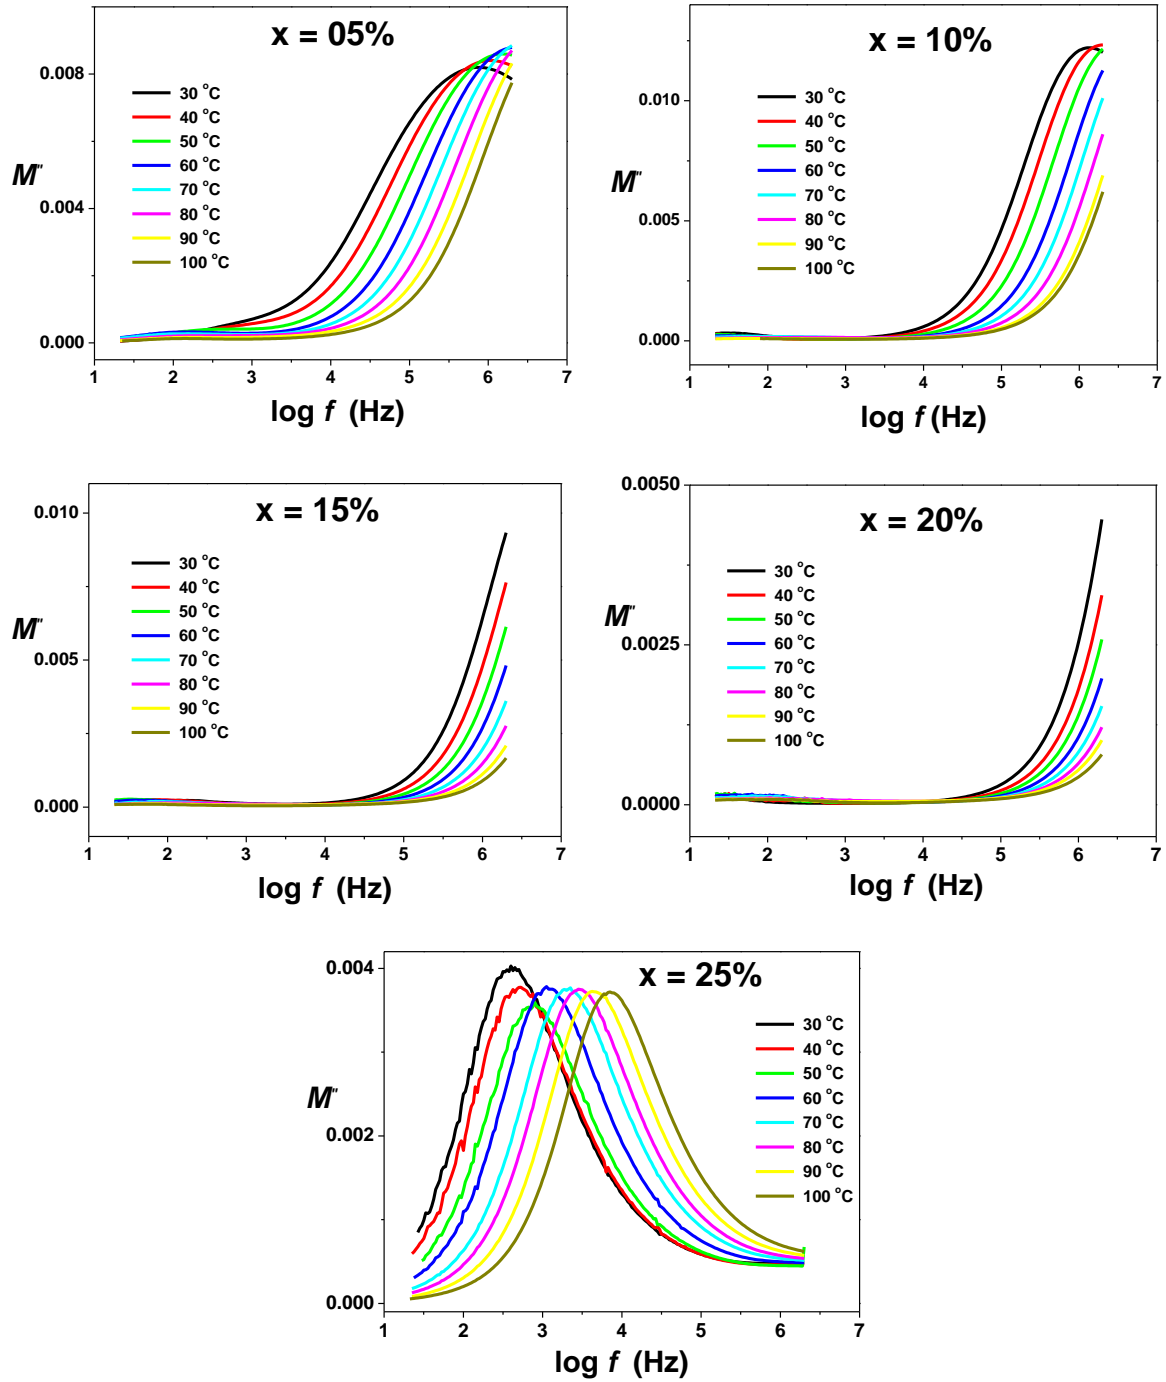 x = 05%
30 °C
40 °C
50 °C
60 °C
70 °C
80 °C
90 °C
100 °C
M''
0.008
0.004
0.000
1 2 3 4 5 6 7
log f (Hz)
x = 10%
30 °C
40 °C
50 °C
60 °C
70 °C
80 °C
90 °C
100 °C
M''
0.010
0.005
0.000
1 2 3 4 5 6 7
log f (Hz)
x = 15%
30 °C
40 °C
50 °C
60 °C
70 °C
80 °C
90 °C
100 °C
M''
0.010
0.005
0.000
1 2 3 4 5 6 7
log f (Hz)
x = 20%
30 °C
40 °C
50 °C
60 °C
70 °C
80 °C
90 °C
100 °C
M''
0.0050
0.0025
0.0000
1 2 3 4 5 6 7
log f (Hz)
x = 25%
30 °C
40 °C
50 °C
60 °C
70 °C
80 °C
90 °C
100 °C
M''
0.004
0.002
0.000
1 2 3 4 5 6 7
log f (Hz)